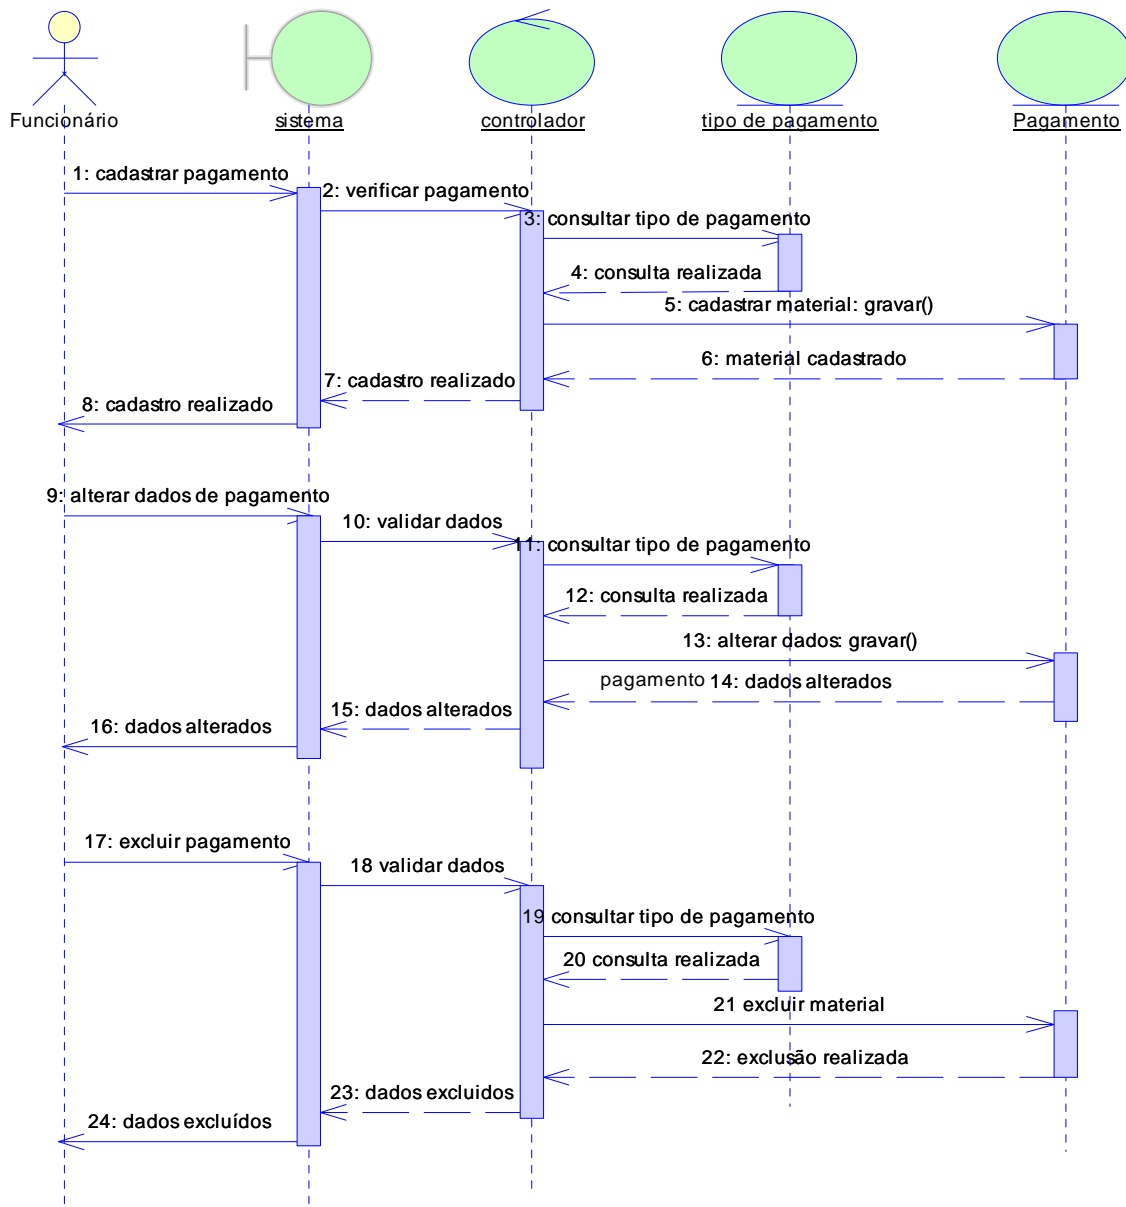 Funcionário
sistema
controlador
tipo de pagamento
Pagamento
1: cadastrar pagamento
2: verificar pagamento
3: consultar tipo de pagamento
4: consulta realizada
5: cadastrar material: gravar()
6: material cadastrado
7: cadastro realizado
8: cadastro realizado
9: alterar dados de pagamento
10: validar dados
11: consultar tipo de pagamento
12: consulta realizada
13: alterar dados: gravar()
pagamento 14: dados alterados
15: dados alterados
16: dados alterados
17: excluir pagamento
18 validar dados
19 consultar tipo de pagamento
20 consulta realizada
21 excluir material
22: exclusão realizada
23: dados excluidos
24: dados excluídos